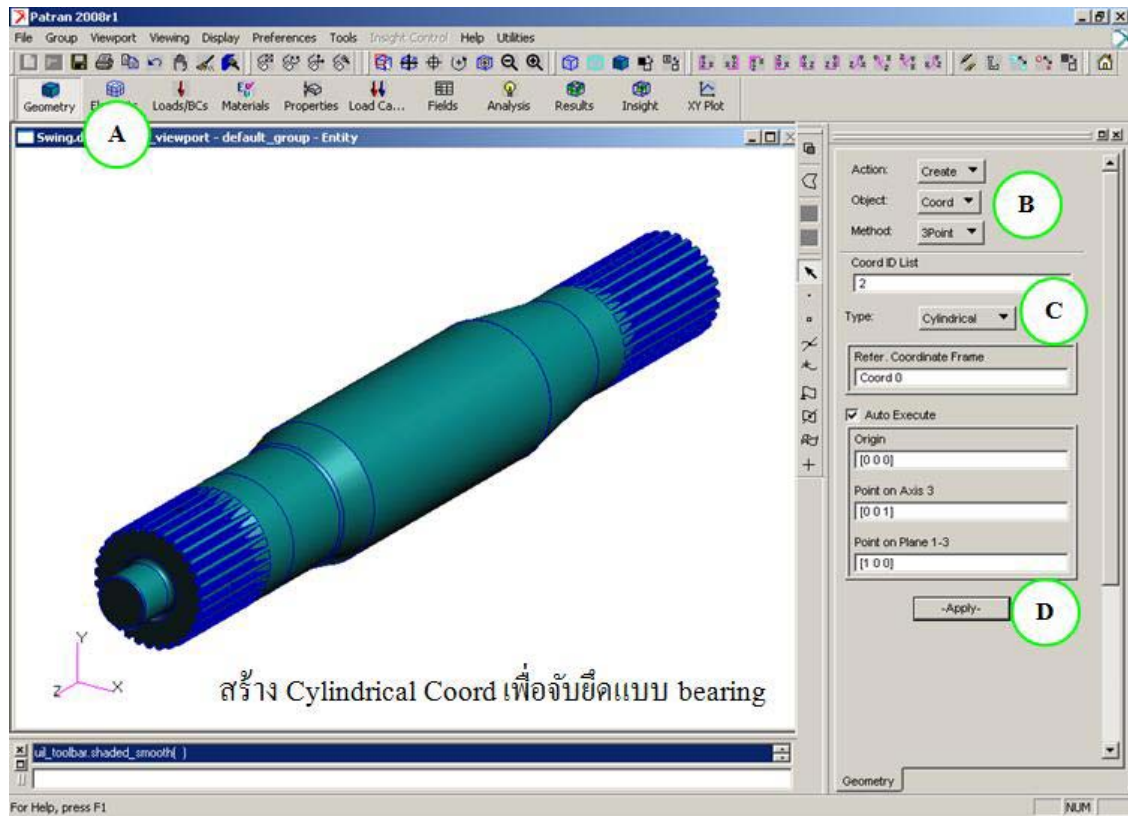 Patran 2008r1
File Group Viewport Viewing Display Preferences Tools Insight Control Help Utilities
Geometry Loads/BCs Materials Properties Load Ca... Fields Analysis Results Insight XY Plot
A
viewport - default_group - Entity
Action: Create
Object: Coord
B
Method: 3Point
Coord ID List
2
C
Type: Cylindrical
Refer. Coordinate Frame
Coord 0
Auto Execute
Origin
[0 0 0]
Point on Axis 3
[0 0 1]
Point on Plane 1-3
[1 0 0]
-Apply-
D
Y
Z X
สร้าง Cylindrical Coord เพื่อจับยึดแบบ bearing
uil_toolbar.shaded_smooth( )
Geometry
For Help, press F1
NUM